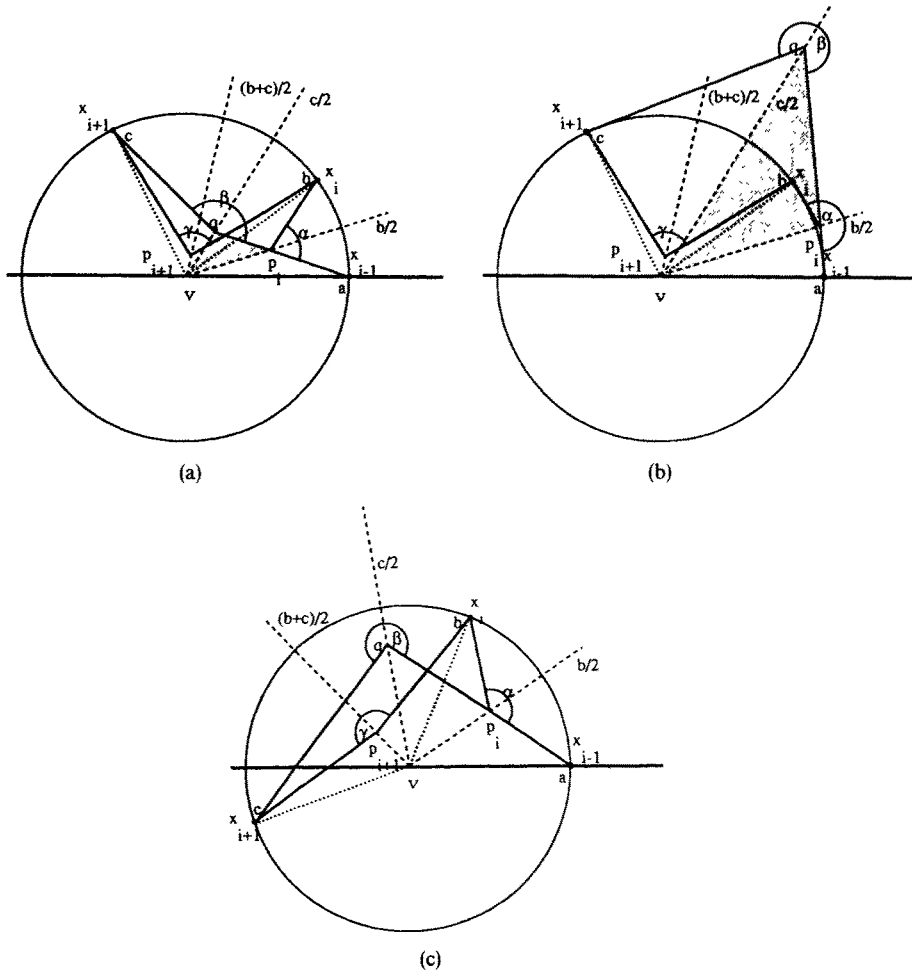 (b+c)/2
c/2
x
i+1
c
b
x
i
β
q
α
b/2
γ
p
i+1
p
i
x
i-1
v
a
(a)
q
β
(b+c)/2
c/2
x
i+1
c
b
x
i
α
b/2
γ
p
i+1
p
i
x
i-1
v
a
(b)
c/2
x
i
b
(b+c)/2
q
β
b/2
α
γ
p
i
p
i+1
x
i-1
v
a
c
x
i+1
(c)